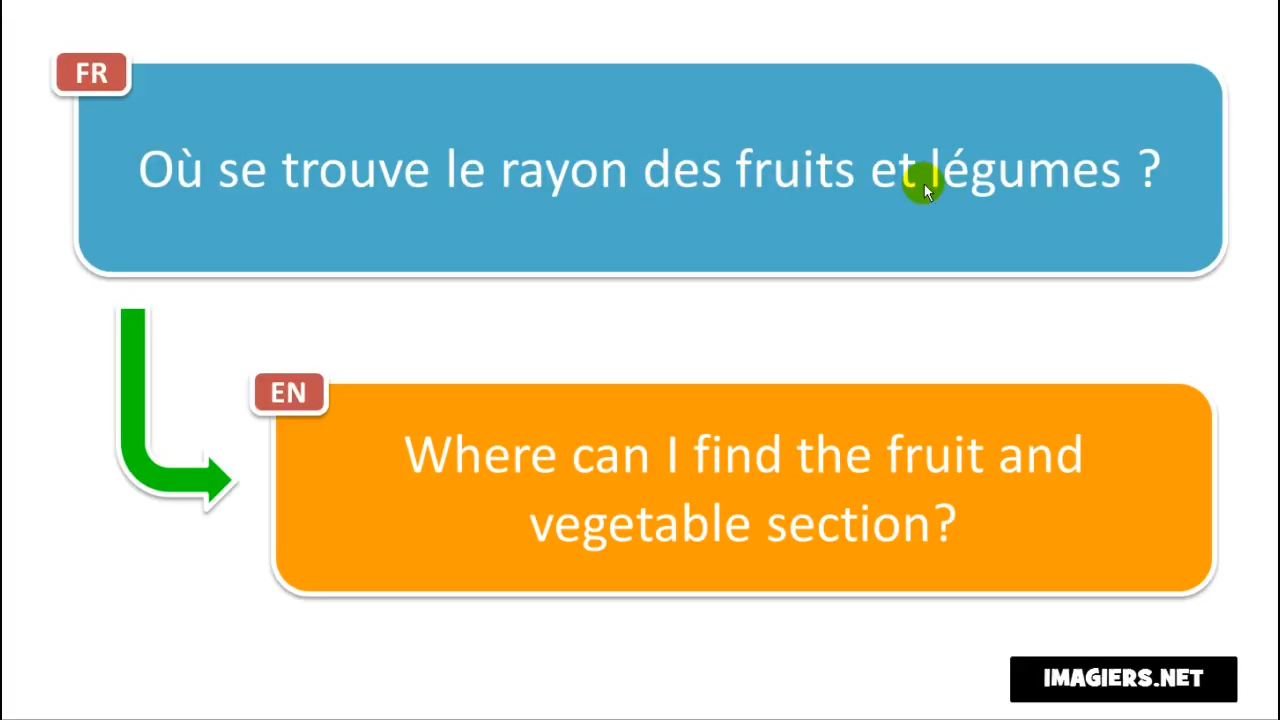 FR
Où se trouve le rayon des fruits et légumes ?
EN
Where can I find the fruit and
vegetable section?
IMAGIERS.NET